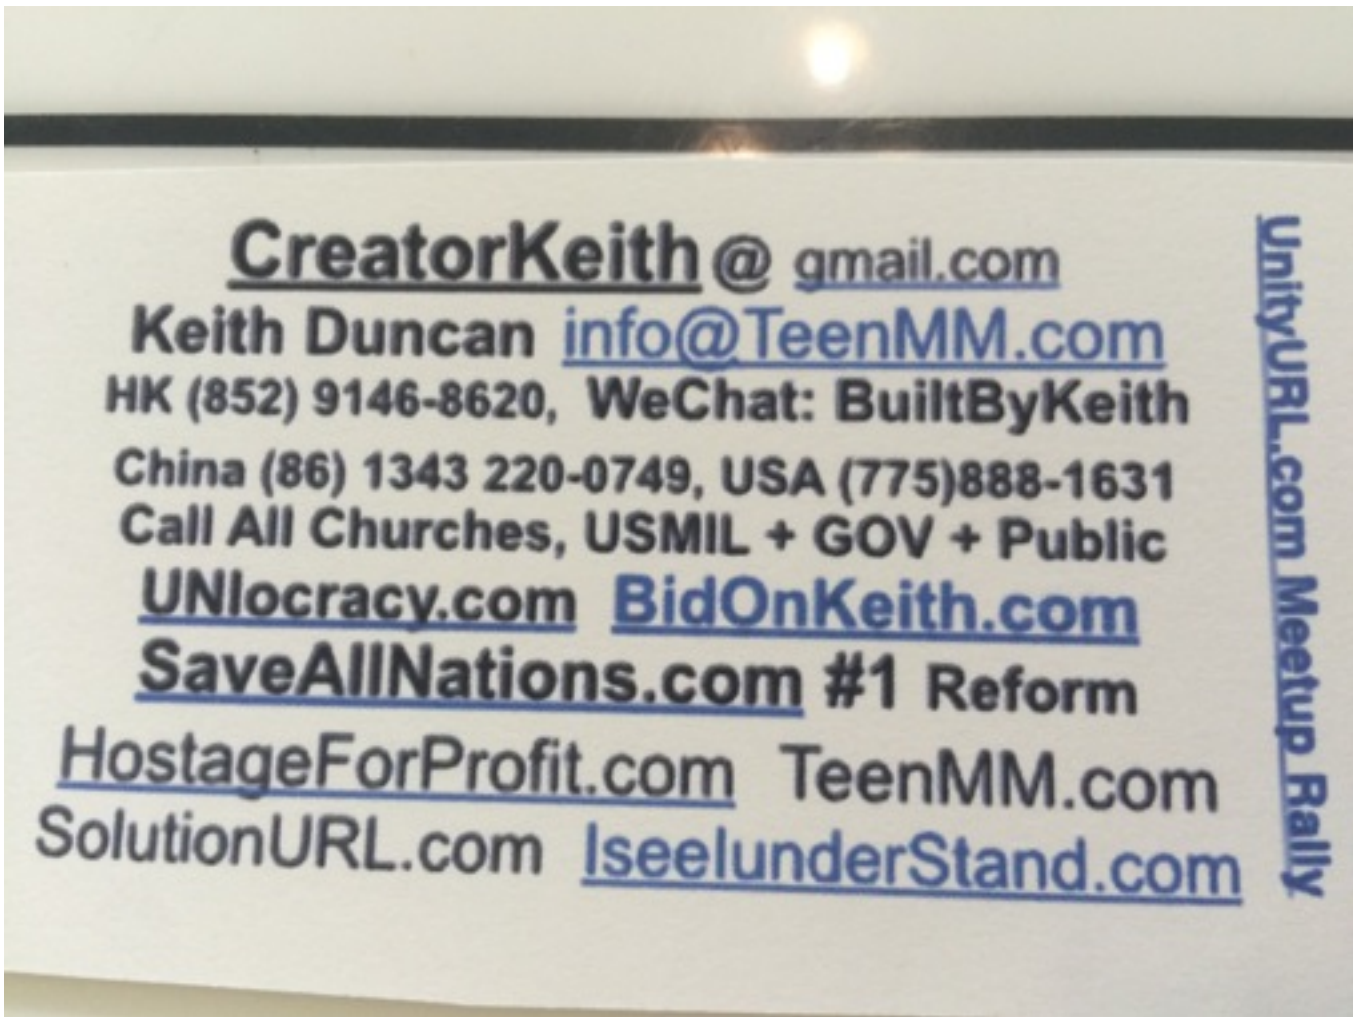 CreatorKeith@ gmail.com
Keith Duncan info@TeenMM.com
HK (852) 9146-8620, WeChat: BuiltByKeith
China (86) 1343 220-0749, USA (775)888-1631
Call All Churches, USMIL + GOV + Public
UNIocracy.com BidOnKeith.com
SaveAllNations.com #1 Reform
HostageForProfit.com TeenMM.com
SolutionURL.com IseeIunderStand.com
UnityURL.com Meetup Rally